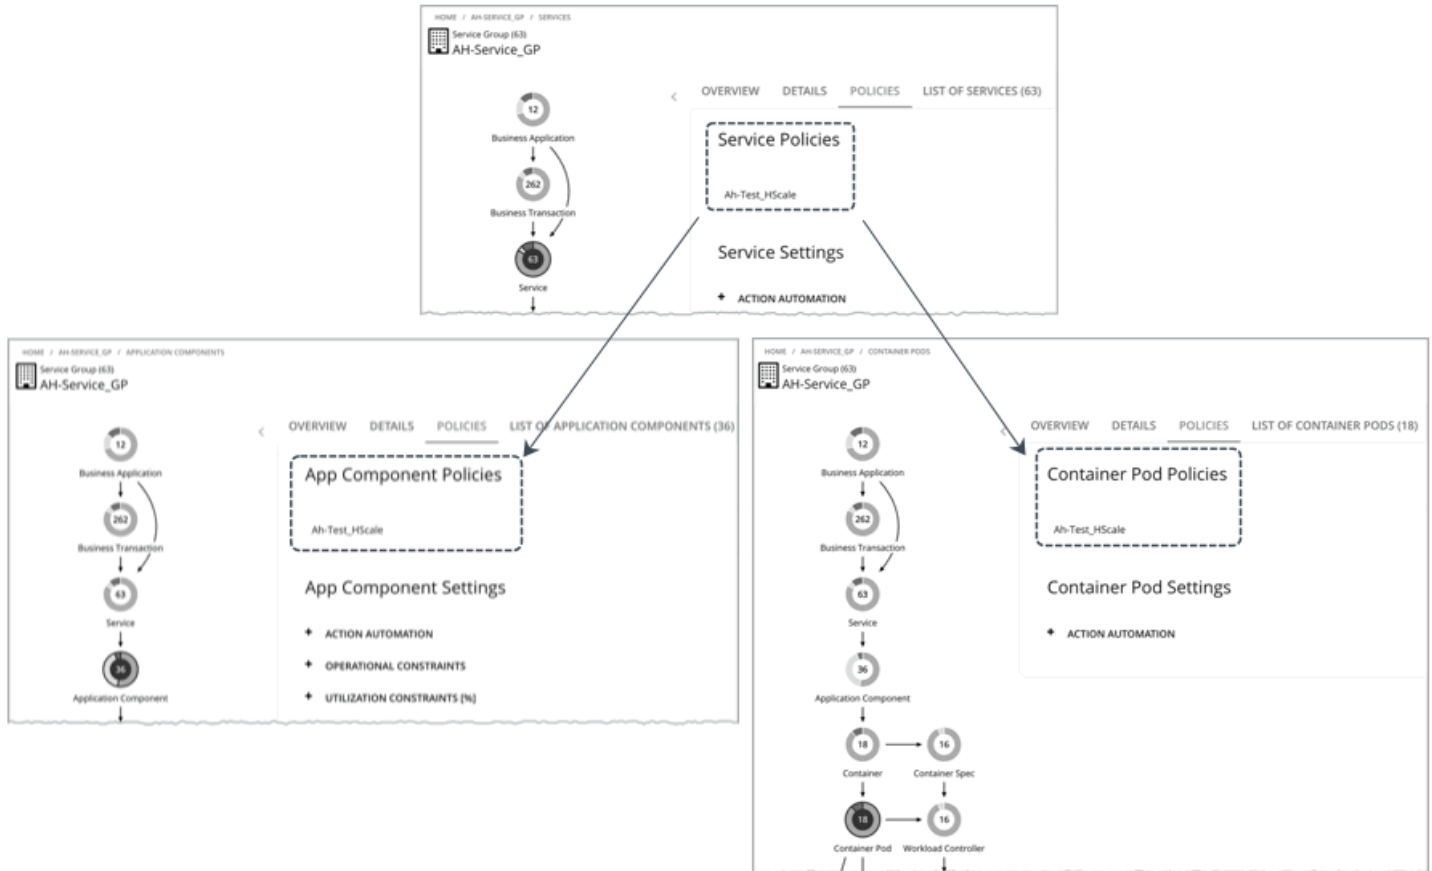 HOME / AH-SERVICE_GP / SERVICES
Service Group (63)
AH-Service_GP
OVERVIEW DETAILS POLICIES LIST OF SERVICES (63)
12
Business Application
262
Business Transaction
63
Service
Service Policies
Ah-Test_HScale
Service Settings
+ ACTION AUTOMATION
HOME / AH-SERVICE_GP / APPLICATION COMPONENTS
Service Group (63)
AH-Service_GP
OVERVIEW DETAILS POLICIES LIST OF APPLICATION COMPONENTS (36)
12
Business Application
262
Business Transaction
63
Service
36
Application Component
App Component Policies
Ah-Test_HScale
App Component Settings
+ ACTION AUTOMATION
+ OPERATIONAL CONSTRAINTS
+ UTILIZATION CONSTRAINTS [%]
HOME / AH-SERVICE_GP / CONTAINER PODS
Service Group (63)
AH-Service_GP
OVERVIEW DETAILS POLICIES LIST OF CONTAINER PODS (18)
12
Business Application
262
Business Transaction
63
Service
36
Application Component
18 16
Container Container Spec
18 16
Container Pod Workload Controller
Container Pod Policies
Ah-Test_HScale
Container Pod Settings
+ ACTION AUTOMATION